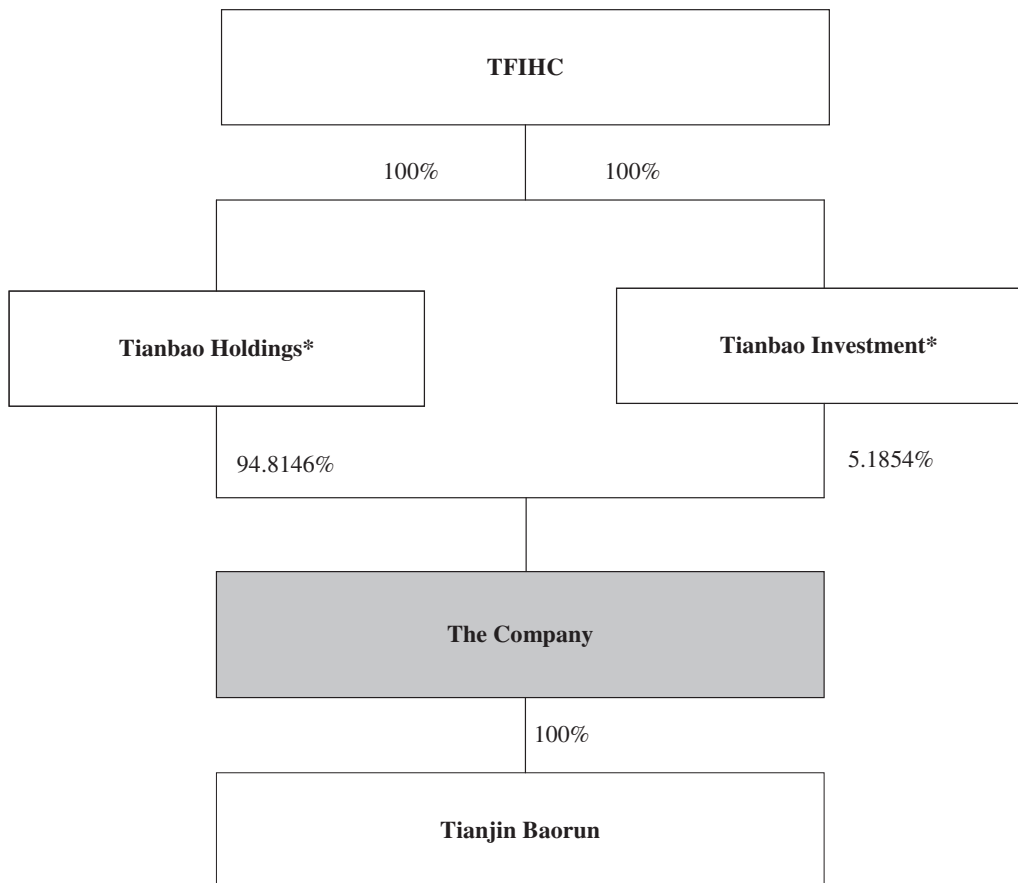 TFIHC
100%
100%
Tianbao Holdings*
Tianbao Investment*
94.8146%
5.1854%
The Company
100%
Tianjin Baorun